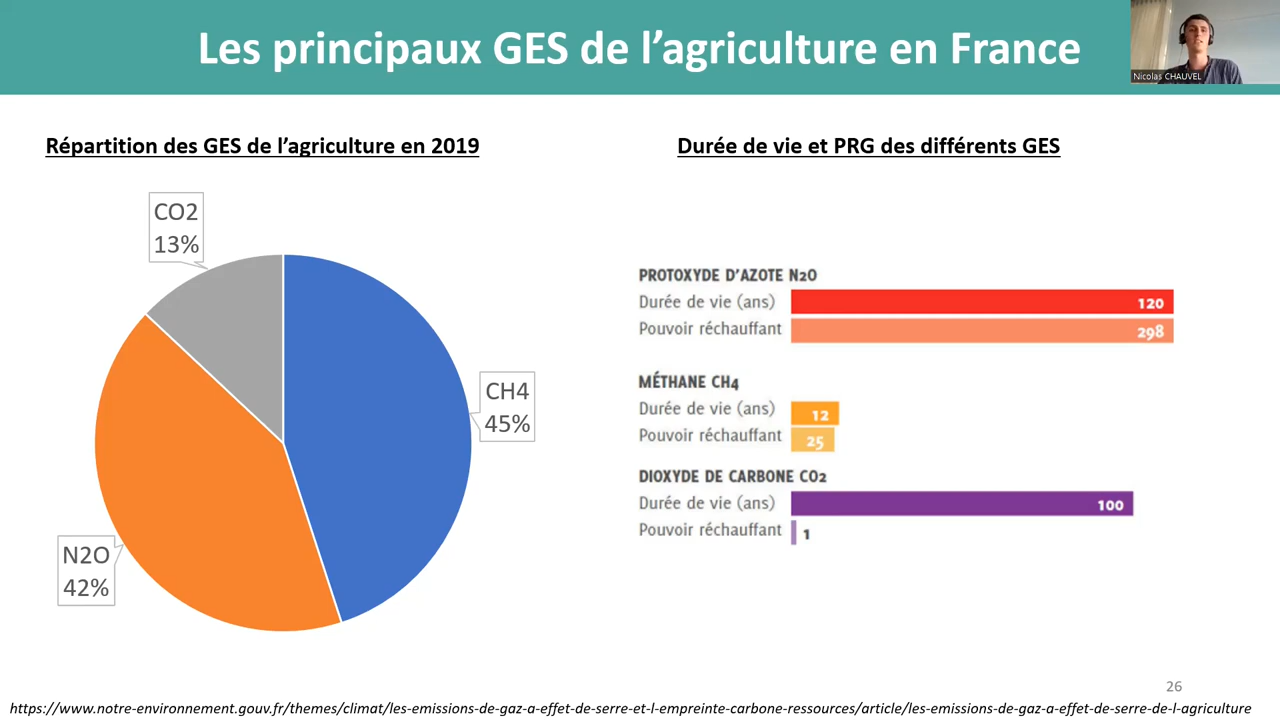 Les principaux GES de l’agriculture en France
Nicolas CHAUVEL
Répartition des GES de l’agriculture en 2019
CO2
13%
CH4
45%
N2O
42%
Durée de vie et PRG des différents GES
PROTOXYDE D’AZOTE N2O
Durée de vie (ans) 120
Pouvoir réchauffant 298
MÉTHANE CH4
Durée de vie (ans) 12
Pouvoir réchauffant 25
DIOXYDE DE CARBONE CO2
Durée de vie (ans) 100
Pouvoir réchauffant 1
26
https://www.notre-environnement.gouv.fr/themes/climat/les-emissions-de-gaz-a-effet-de-serre-et-l-empreinte-carbone-ressources/article/les-emissions-de-gaz-a-effet-de-serre-de-l-agriculture